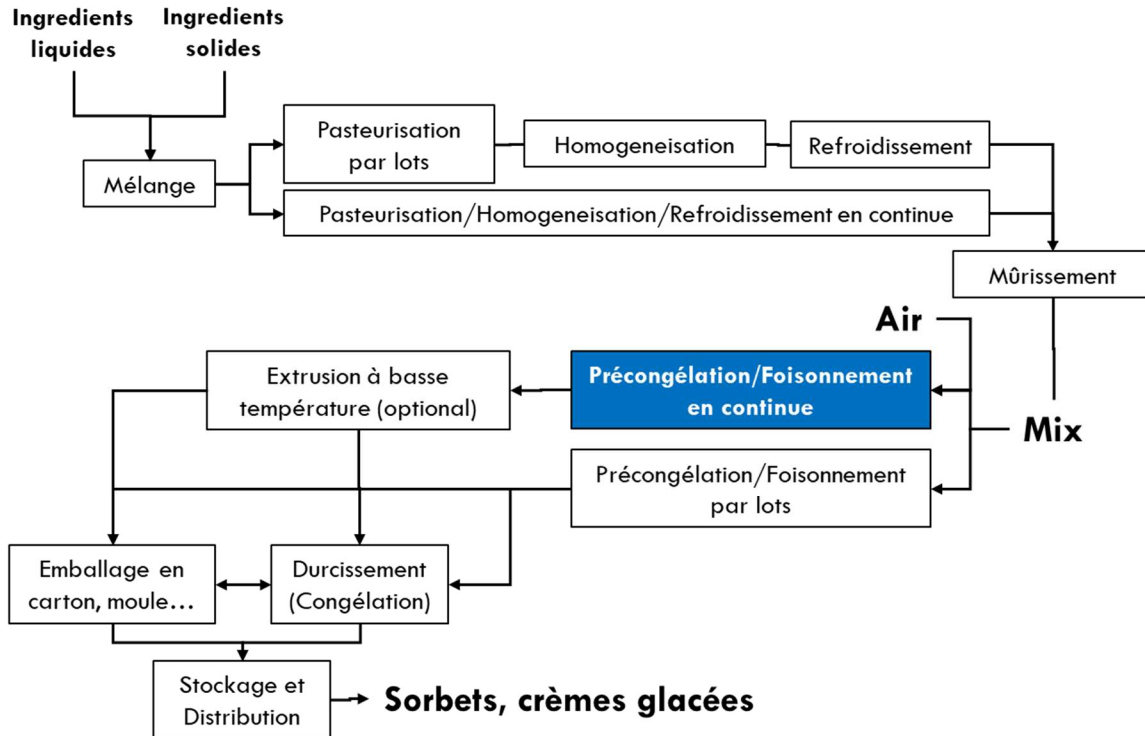 Ingredients
liquides
Ingredients
solides
Pasteurisation
par lots
Homogeneisation
Refroidissement
Mélange
Pasteurisation/Homogeneisation/Refroidissement en continue
Mûrissement
Air
Extrusion à basse
température (optional)
Précongélation/Foisonnement
en continue
Mix
Précongélation/Foisonnement
par lots
Emballage en
carton, moule...
Durcissement
(Congélation)
Stockage et
Distribution
Sorbets, crèmes glacées